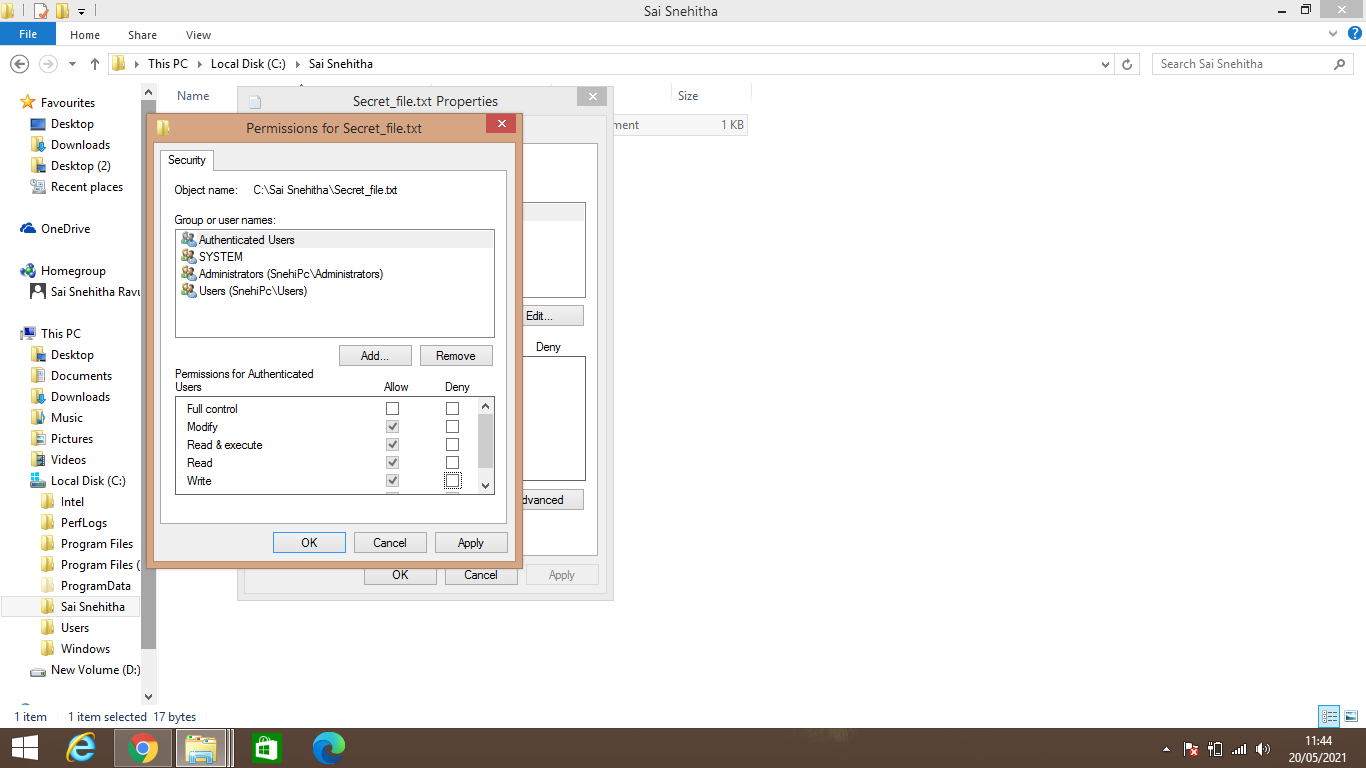 Sai Snehitha
File Home Share View
This PC Local Disk (C:) Sai Snehitha Search Sai Snehitha
Favourites
Desktop
Downloads
Desktop (2)
Recent places
OneDrive
Homegroup
Sai Snehitha Ravu
This PC
Desktop
Documents
Downloads
Music
Pictures
Videos
Local Disk (C:)
Intel
PerfLogs
Program Files
Program Files (
ProgramData
Sai Snehitha
Users
Windows
New Volume (D:)
Name Size
ment 1 KB
Secret_file.txt Properties
Edit...
Deny
dvanced
OK Cancel Apply
Permissions for Secret_file.txt
Security
Object name: C:\Sai Snehitha\Secret_file.txt
Group or user names:
Authenticated Users
SYSTEM
Administrators (SnehiPc\Administrators)
Users (SnehiPc\Users)
Add... Remove
Permissions for Authenticated
Users Allow Deny
Full control
Modify
Read & execute
Read
Write
OK Cancel Apply
1 item 1 item selected 17 bytes
11:44
20/05/2021